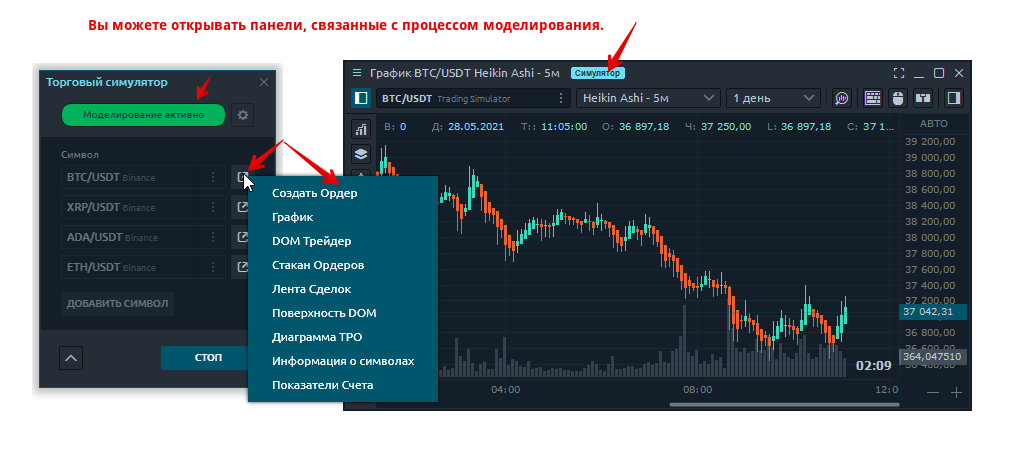 Вы можете открывать панели, связанные с процессом моделирования.
Торговый симулятор
Моделирование активно
Символ
BTC/USDT Binance
XRP/USDT Binance
ADA/USDT Binance
ETH/USDT Binance
ДОБАВИТЬ СИМВОЛ
СТОП
Создать Ордер
График
DOM Трейдер
Стакан Ордеров
Лента Сделок
Поверхность DOM
Диаграмма TPO
Информация о символах
Показатели Счета
График BTC/USDT Heikin Ashi - 5м Симулятор
BTC/USDT Trading Simulator Heikin Ashi - 5м 1 день
В: 0 Д: 28.05.2021 Т:: 11:05:00 О: 36 897,18 Ч: 37 250,00 L: 36 897,18 С: 37 1... АВТО
39 200,00
39 000,00
38 800,00
38 600,00
38 400,00
38 200,00
38 000,00
37 800,00
37 600,00
37 400,00
37 200,00
37 042,31
36 800,00
36 600,00
364,047510
36 400,00
02:09
04:00 08:00 12:0